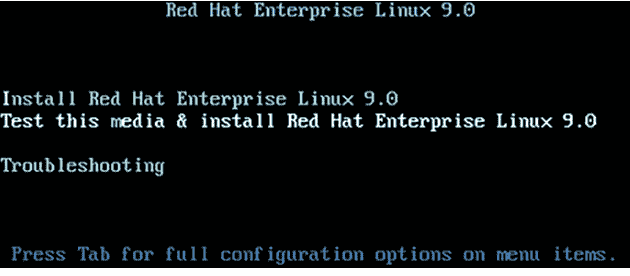 Red Hat Enterprise Linux 9.0
Install Red Hat Enterprise Linux 9.0
Test this media & install Red Hat Enterprise Linux 9.0
Troubleshooting
Press Tab for full configuration options on menu items.